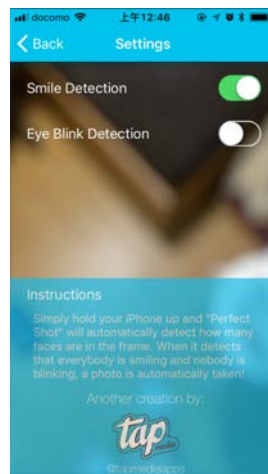 docomo 上午12:46
Back Settings
Smile Detection
Eye Blink Detection
Instructions
Simply hold your iPhone up and "Perfect
Shot" will automatically detect how many
faces are in the frame. When it detects
that everybody is smiling and nobody is
blinking, a photo is automatically taken!
Another creation by:
tap
media
@tapmediaapps